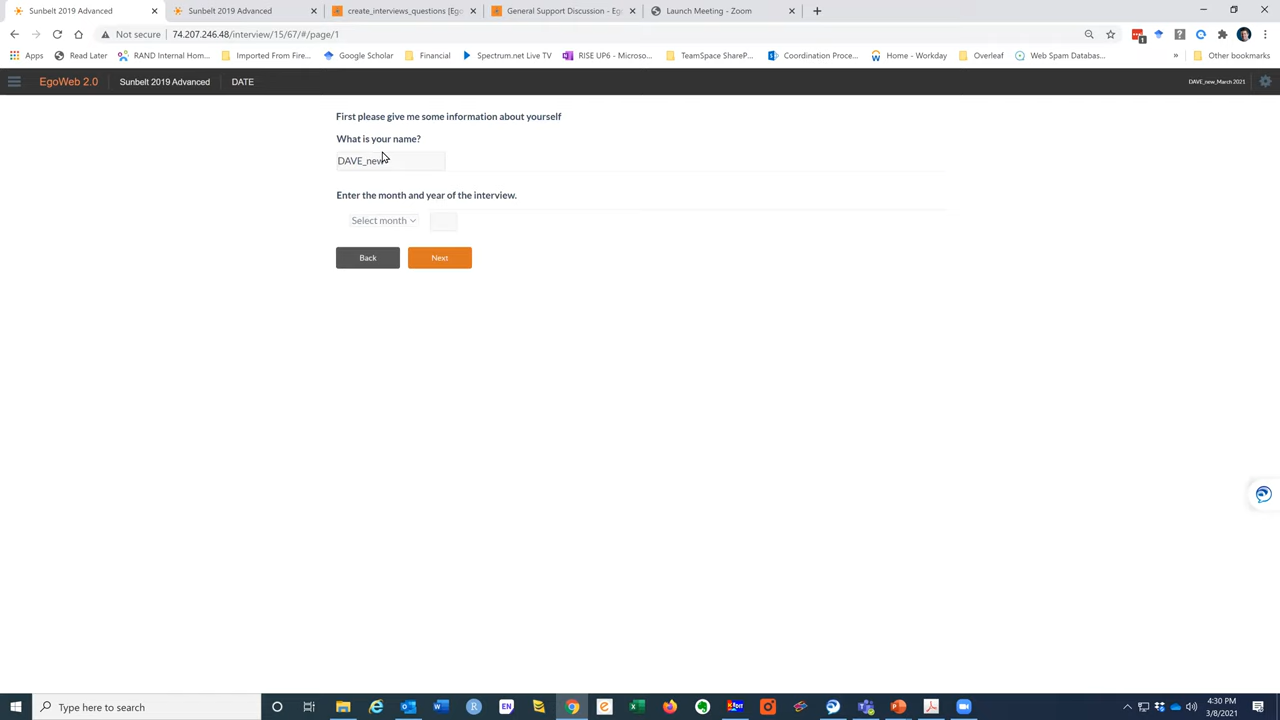 Sunbelt 2019 Advanced
Sunbelt 2019 Advanced
create_interviews_questions [Ego
General Support Discussion - Eg
Launch Meeting - Zoom
Not secure
74.207.246.48/interview/15/67/#/page/1
1
Apps
Read Later
RAND Internal Hom...
Imported From Fire...
Google Scholar
Financial
Spectrum.net Live TV
RISE UP6 - Microso...
TeamSpace ShareP...
Coordination Proce...
Home - Workday
Overleaf
Web Spam Databas...
»
Other bookmarks
EgoWeb 2.0
Sunbelt 2019 Advanced
DATE
DAVE_new_March 2021
First please give me some information about yourself
What is your name?
DAVE_new
Enter the month and year of the interview.
Select month
Back
Next
Type here to search
EN
4:30 PM
3/8/2021